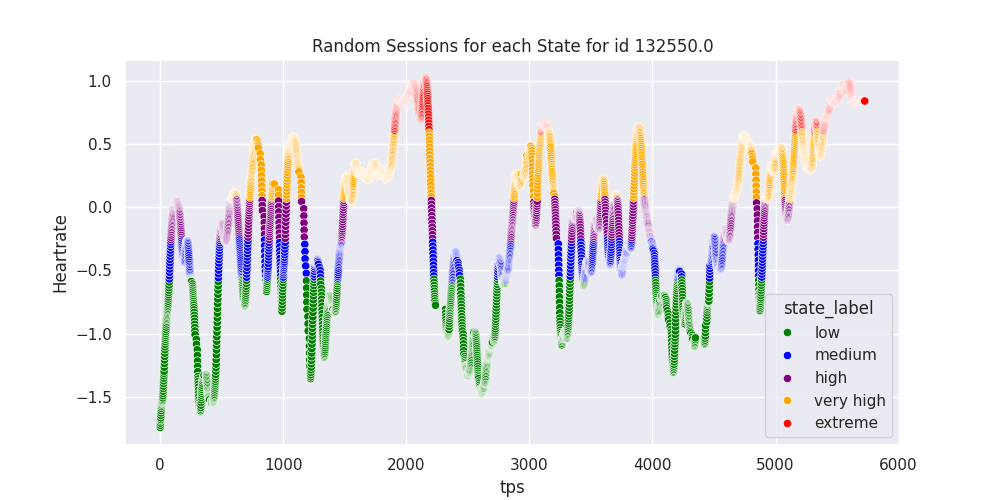 Random Sessions for each State for id 132550.0
Heartrate
1.0
0.5
0.0
−0.5
−1.0
−1.5
state_label
low
medium
high
very high
extreme
0 1000 2000 3000 4000 5000 6000
tps